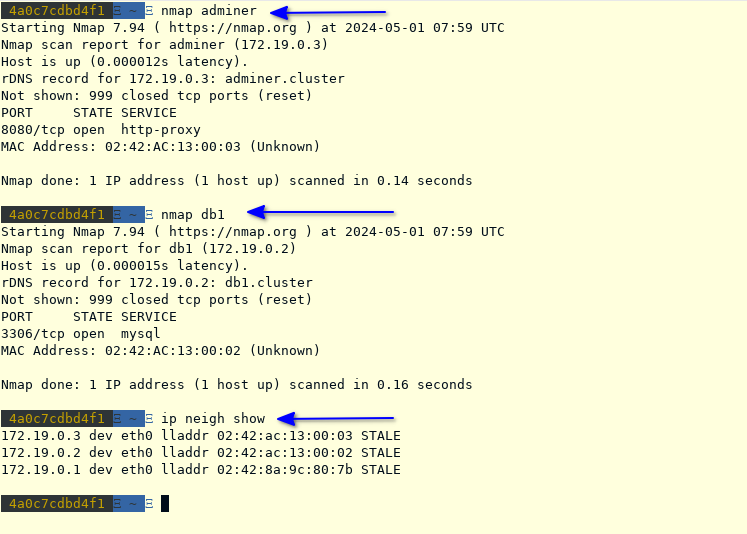 4a0c7cdbd4f1 Ξ ~ Ξ nmap adminer
Starting Nmap 7.94 ( https://nmap.org ) at 2024-05-01 07:59 UTC
Nmap scan report for adminer (172.19.0.3)
Host is up (0.000012s latency).
rDNS record for 172.19.0.3: adminer.cluster
Not shown: 999 closed tcp ports (reset)
PORT     STATE SERVICE
8080/tcp open  http-proxy
MAC Address: 02:42:AC:13:00:03 (Unknown)
Nmap done: 1 IP address (1 host up) scanned in 0.14 seconds
4a0c7cdbd4f1 Ξ ~ Ξ nmap db1
Starting Nmap 7.94 ( https://nmap.org ) at 2024-05-01 07:59 UTC
Nmap scan report for db1 (172.19.0.2)
Host is up (0.000015s latency).
rDNS record for 172.19.0.2: db1.cluster
Not shown: 999 closed tcp ports (reset)
PORT     STATE SERVICE
3306/tcp open  mysql
MAC Address: 02:42:AC:13:00:02 (Unknown)
Nmap done: 1 IP address (1 host up) scanned in 0.16 seconds
4a0c7cdbd4f1 Ξ ~ Ξ ip neigh show
172.19.0.3 dev eth0 lladdr 02:42:ac:13:00:03 STALE
172.19.0.2 dev eth0 lladdr 02:42:ac:13:00:02 STALE
172.19.0.1 dev eth0 lladdr 02:42:8a:9c:80:7b STALE
4a0c7cdbd4f1 Ξ ~ Ξ